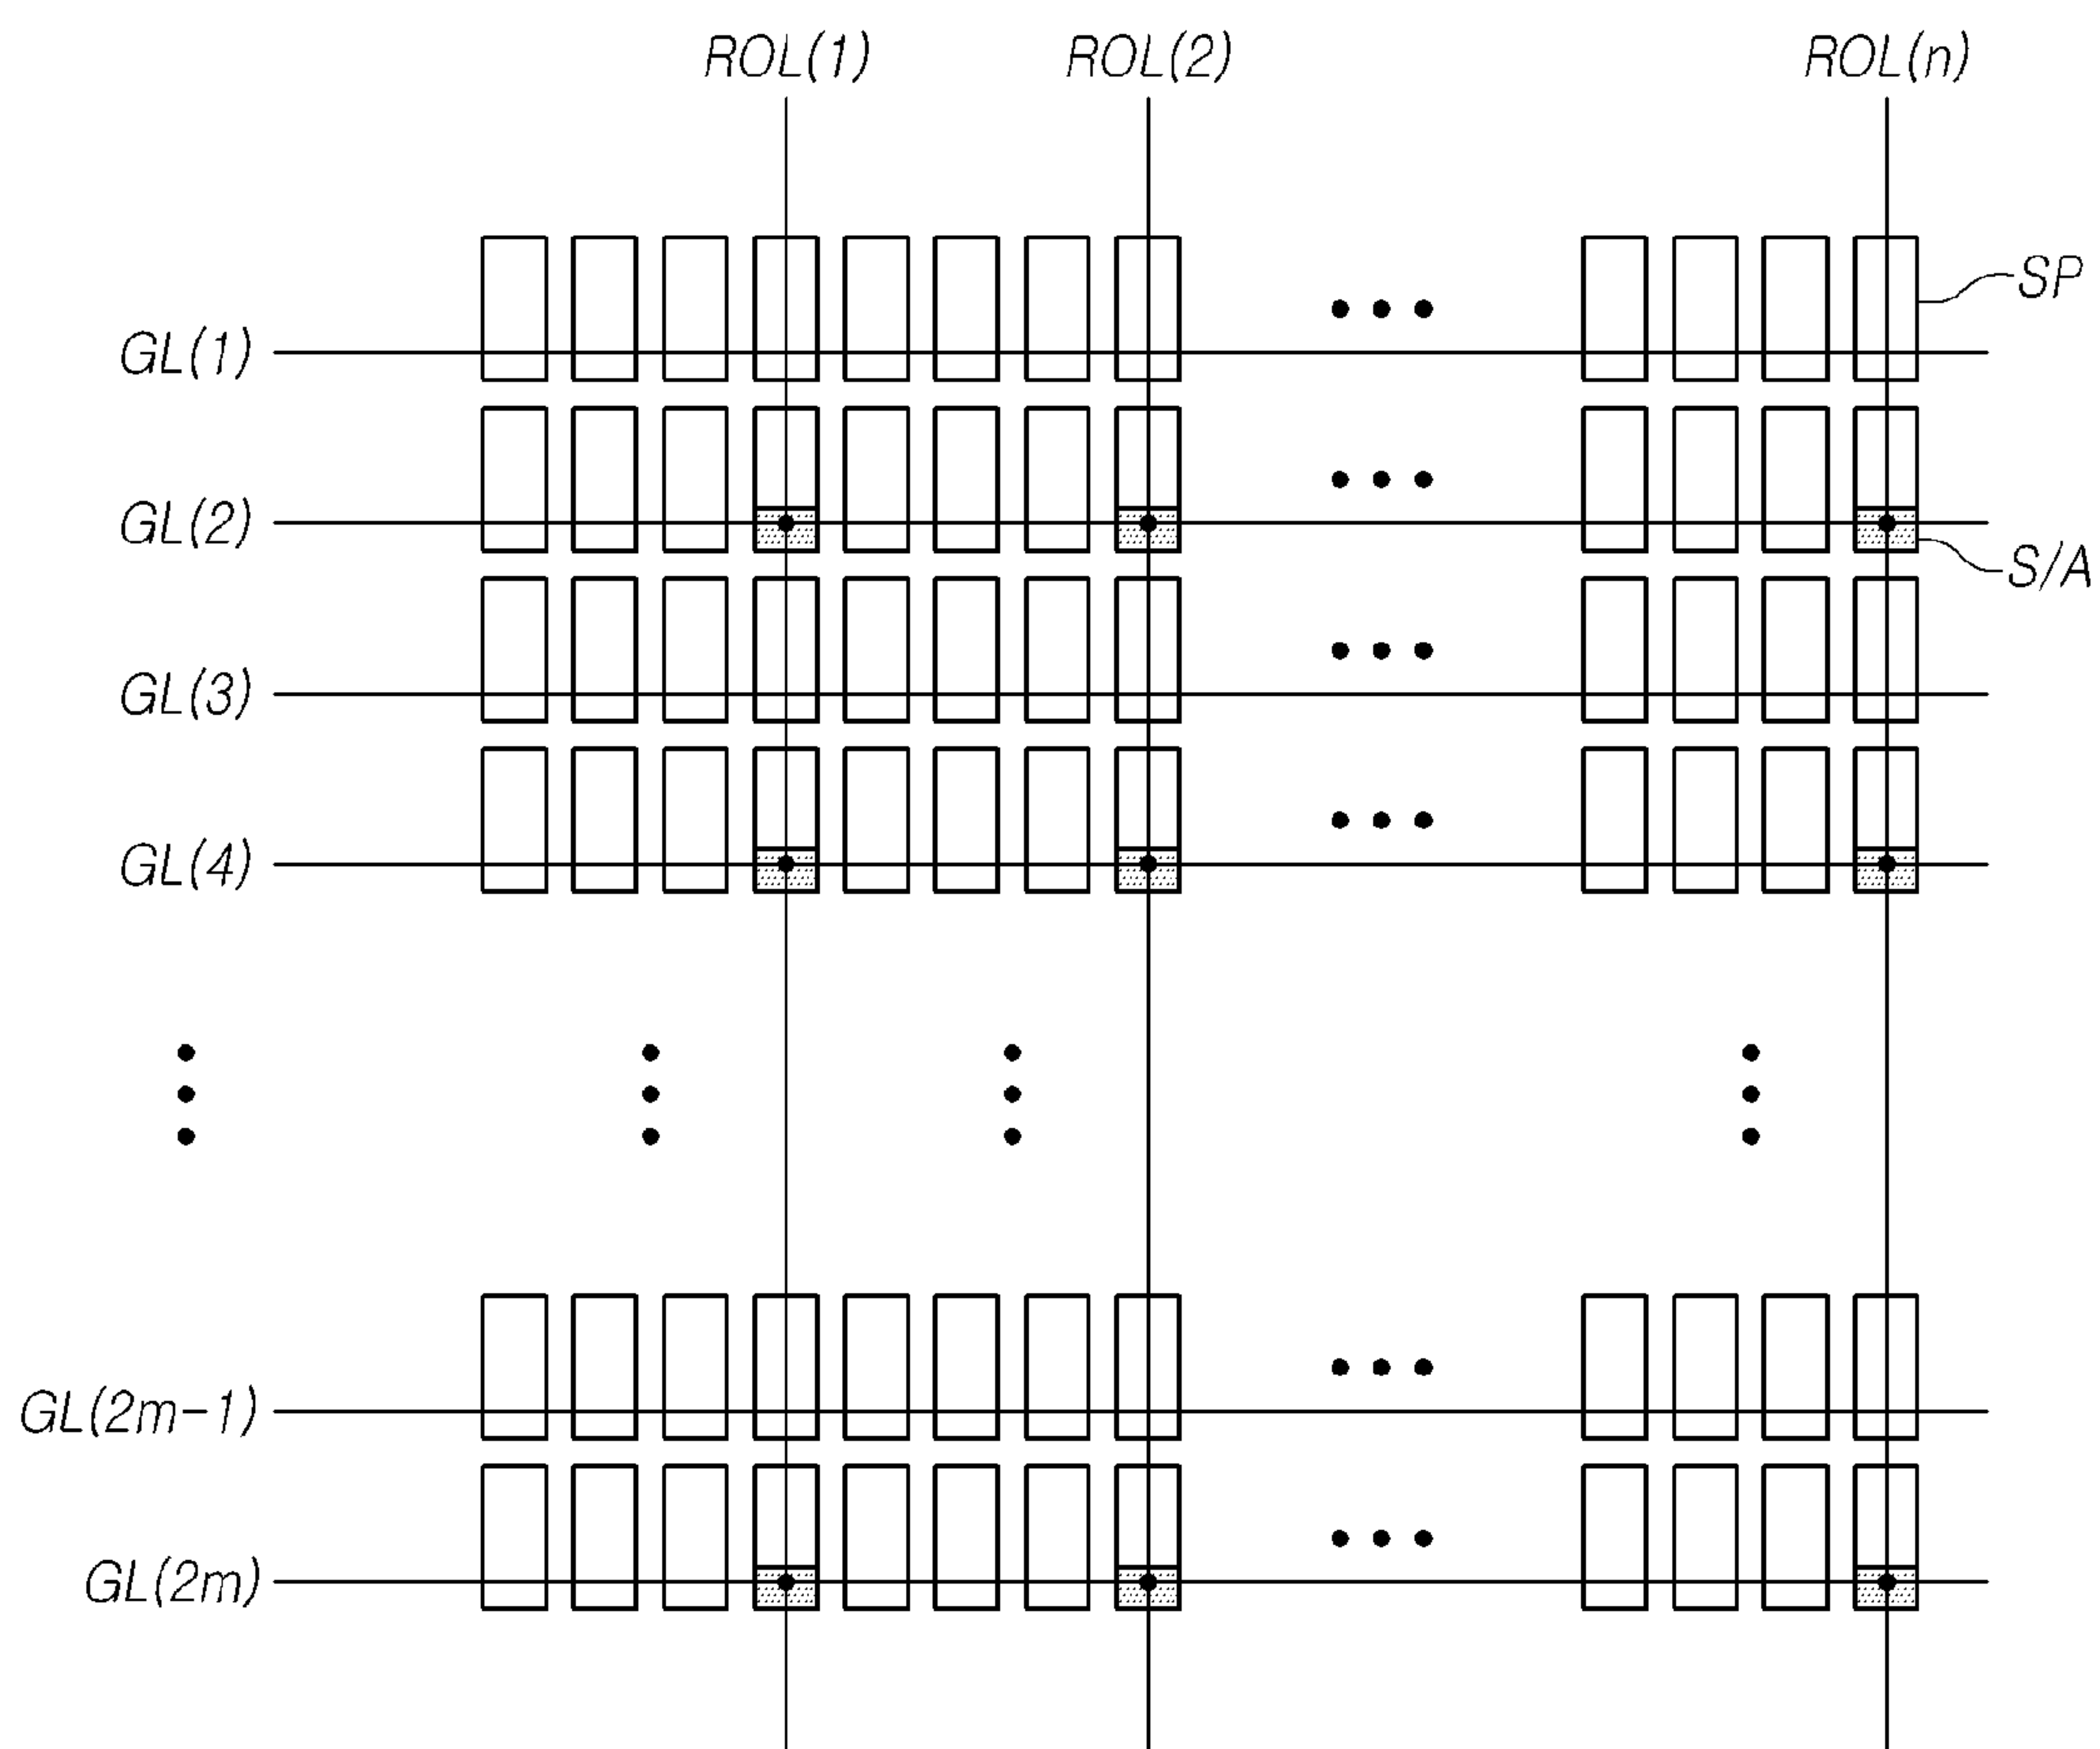 ROL(1) ROL(2) ROL(n)
SP
GL(1)
GL(2)
S/A
GL(3)
GL(4)
GL(2m-1)
GL(2m)